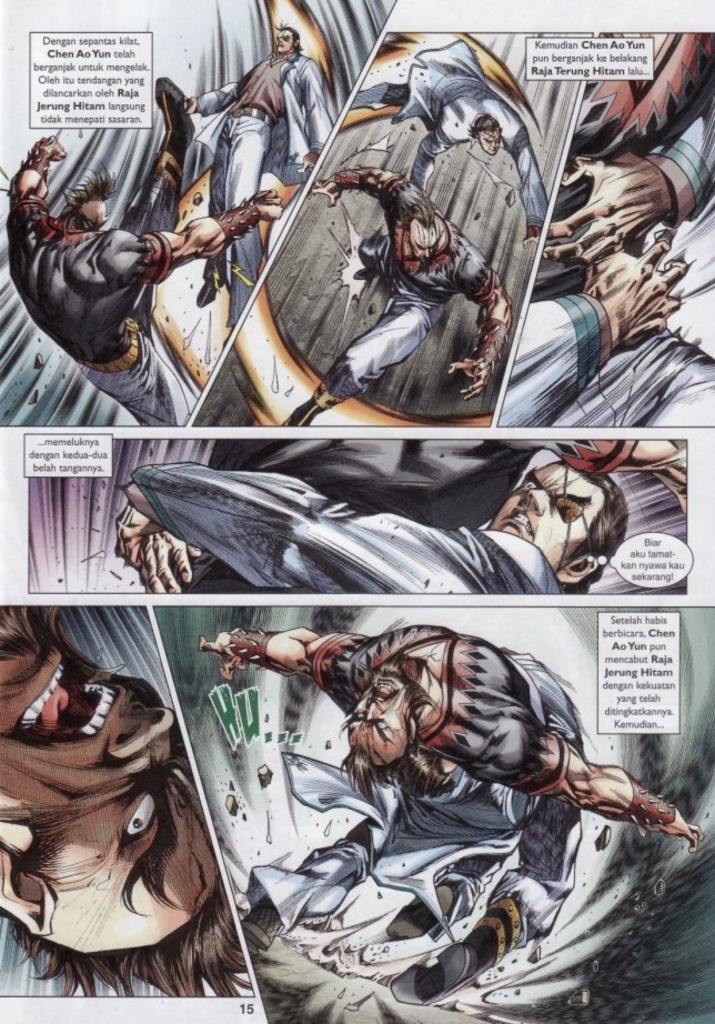 Dengan sepantas kilat,
Chen Ao Yun telah
berganjak untuk mengelak.
Oleh itu tendangan yang
dilancarkan oleh Raja
Jerung Hitam langsung
tidak menepati sasaran.
Kemudian Chen Ao Yun
pun berganjak ke belakang
Raja Terung Hitam lalu...
...memeluknya
dengan kedua-dua
belah tangannya.
Biar
aku tamat-
kan nyawa kau
sekarang!
Setelah habis
berbicara, Chen
Ao Yun pun
mencabut Raja
Jerung Hitam
dengan kekuatan
yang telah
ditingkatkannya.
Kemudian...
HU...
15